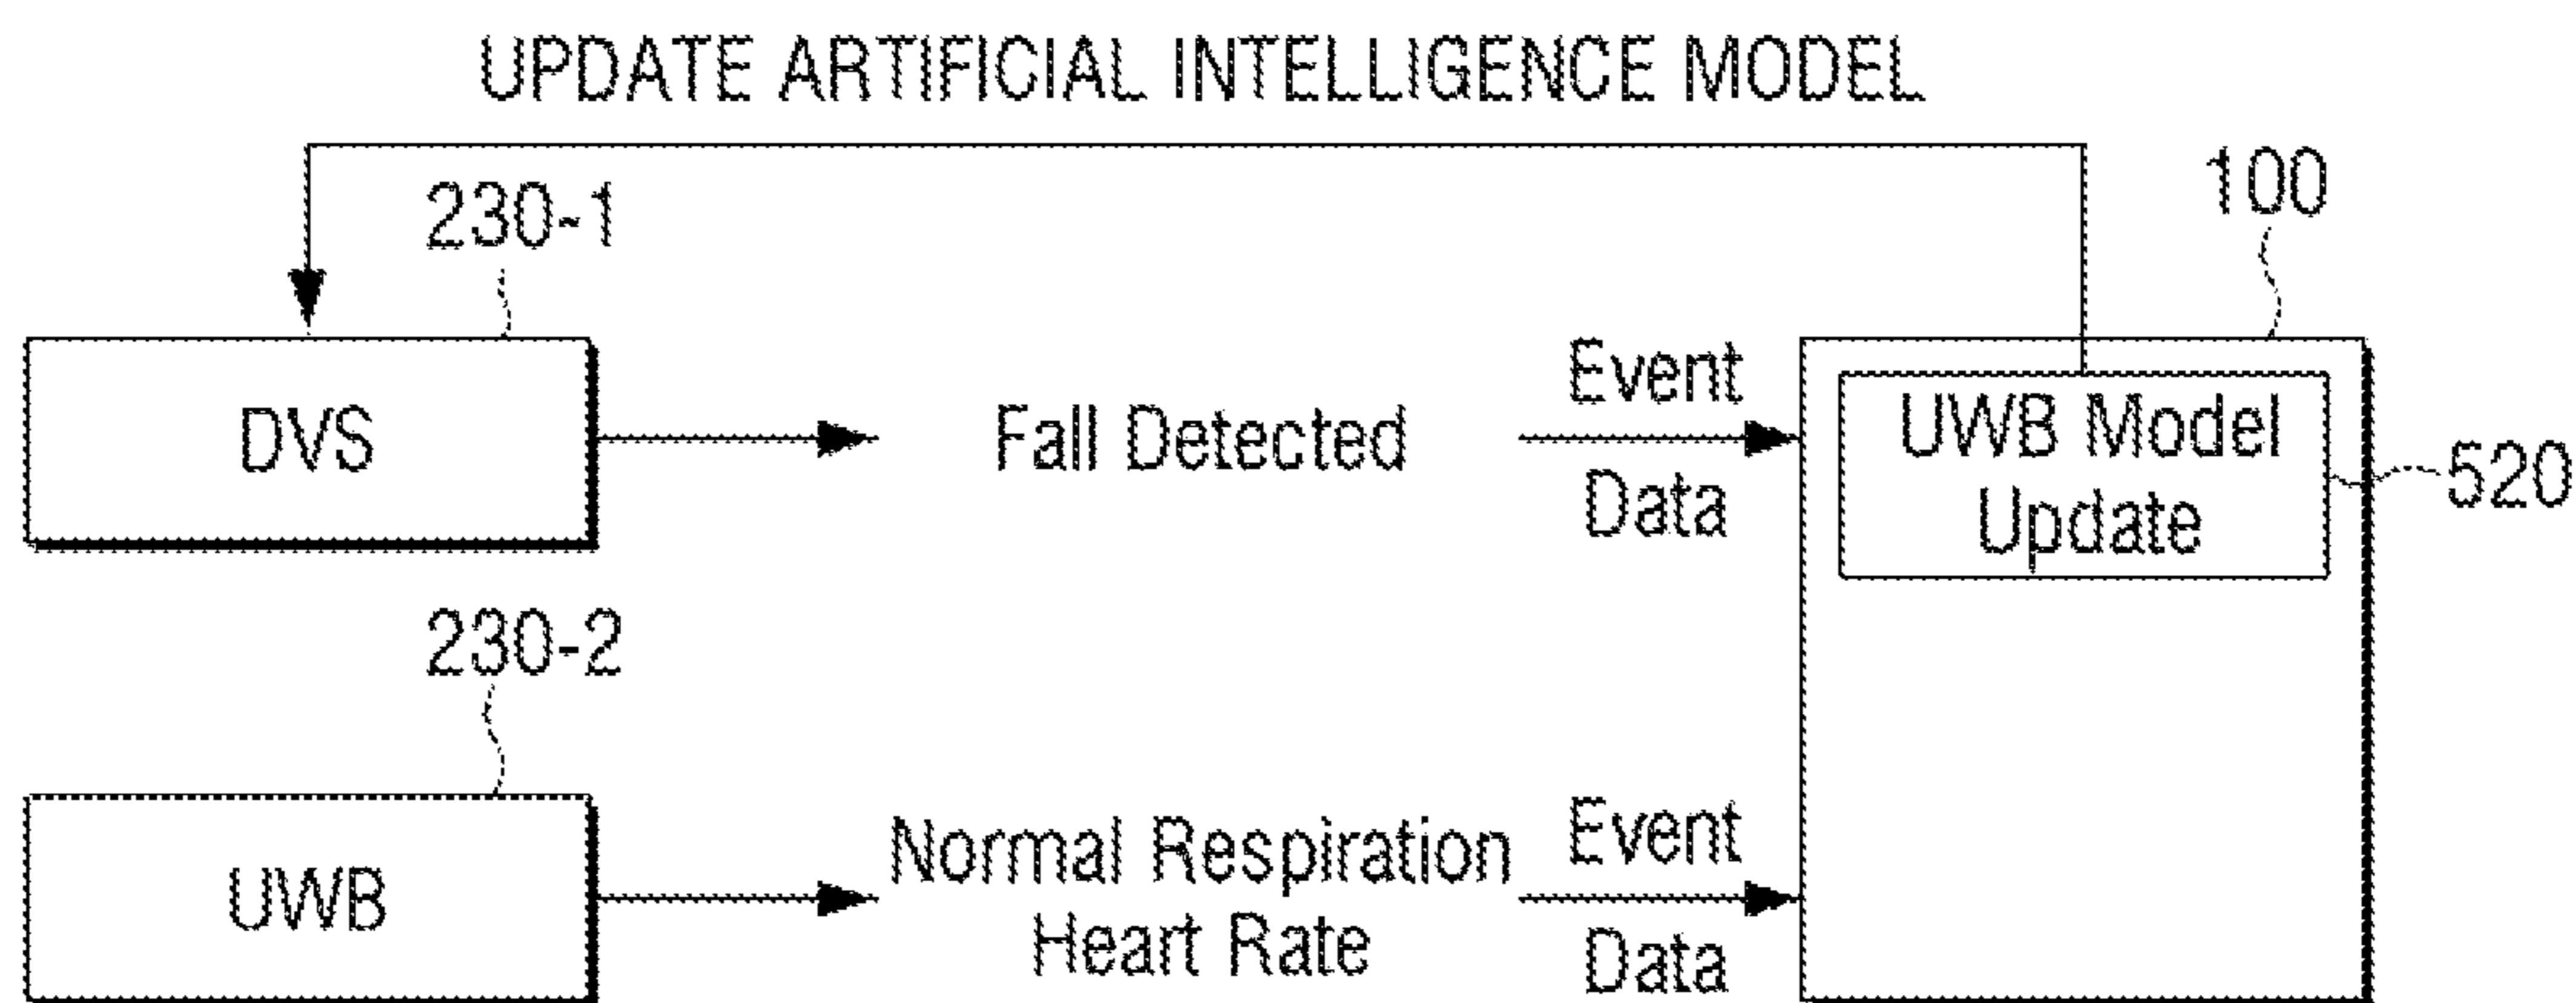 UPDATE ARTIFICIAL INTELLIGENCE MODEL
230-1
100
DVS
Fall Detected
Event
Data
UWB Model
Update
520
230-2
UWB
Normal Respiration
Heart Rate
Event
Data